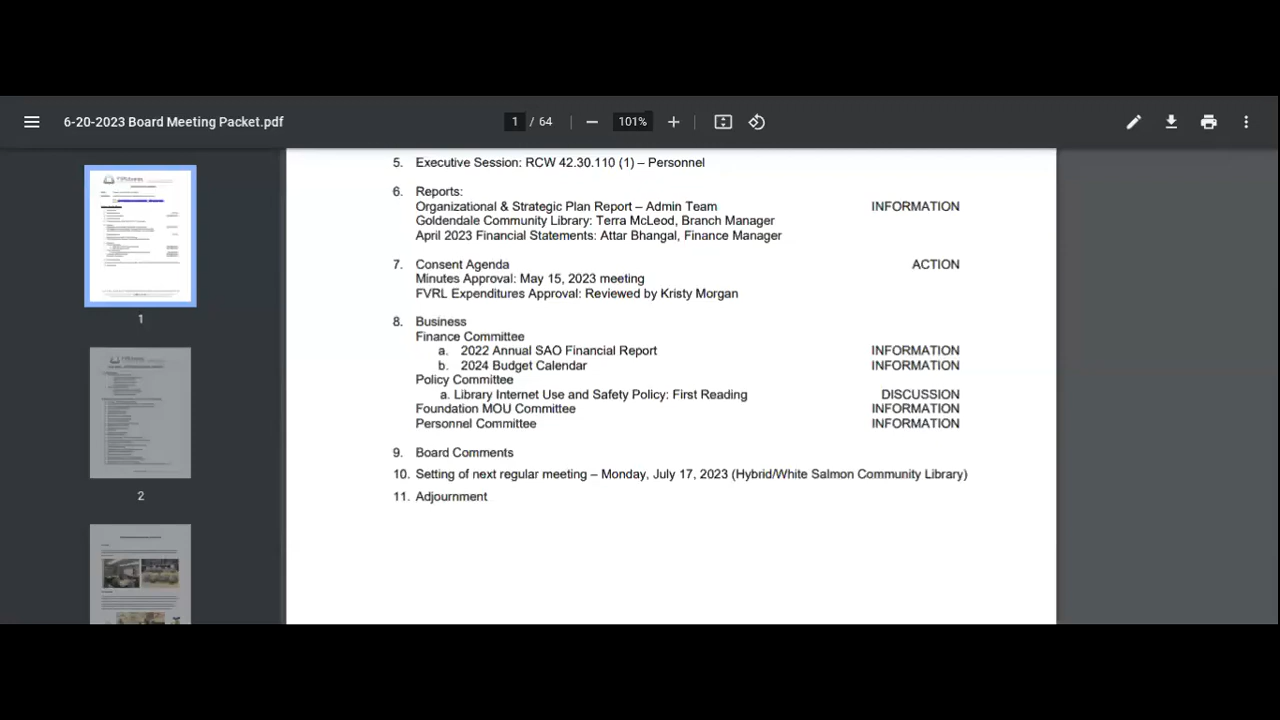 6-20-2023 Board Meeting Packet.pdf
1 / 64
101%
5. Executive Session: RCW 42.30.110 (1) – Personnel
6. Reports:
Organizational & Strategic Plan Report – Admin Team INFORMATION
Goldendale Community Library: Terra McLeod, Branch Manager
April 2023 Financial Statements: Attar Bhangal, Finance Manager
7. Consent Agenda ACTION
Minutes Approval: May 15, 2023 meeting
FVRL Expenditures Approval: Reviewed by Kristy Morgan
8. Business
Finance Committee
a. 2022 Annual SAO Financial Report INFORMATION
b. 2024 Budget Calendar INFORMATION
Policy Committee
a. Library Internet Use and Safety Policy: First Reading DISCUSSION
Foundation MOU Committee INFORMATION
Personnel Committee INFORMATION
9. Board Comments
10. Setting of next regular meeting – Monday, July 17, 2023 (Hybrid/White Salmon Community Library)
11. Adjournment
1
2